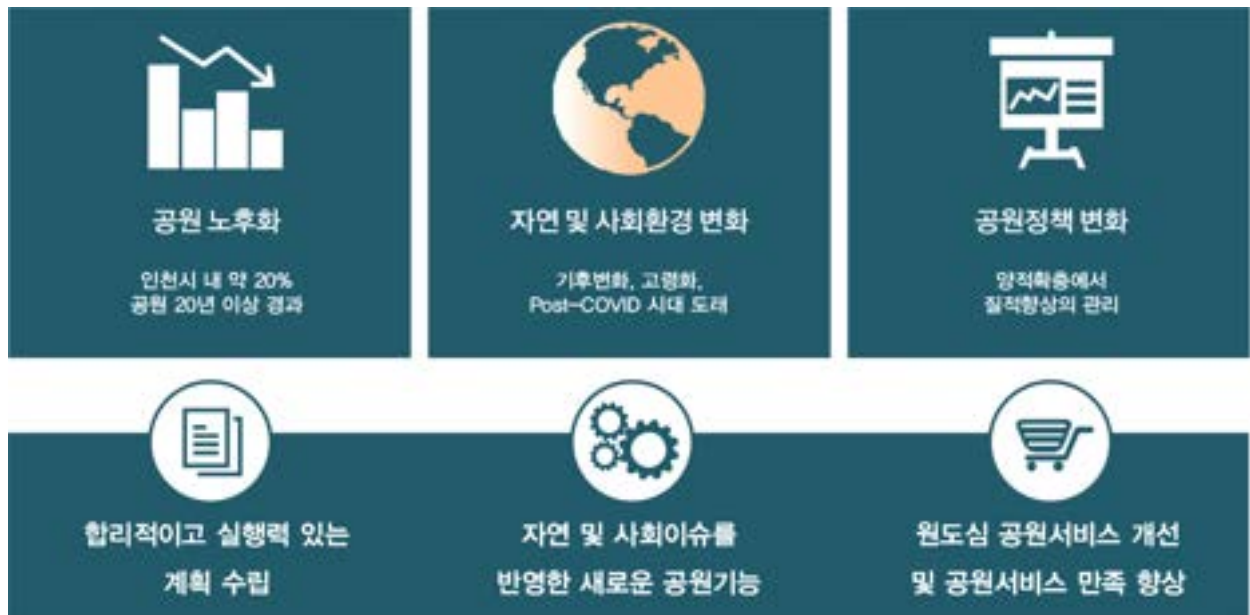 공원 노후화
인천시 내 약 20%
공원 20년 이상 경과
자연 및 사회환경 변화
기후변화, 고령화,
Post-COVID 시대 도래
공원정책 변화
양적확충에서
질적향상의 관리
합리적이고 실행력 있는
계획 수립
자연 및 사회이슈를
반영한 새로운 공원기능
원도심 공원서비스 개선
및 공원서비스 만족 향상